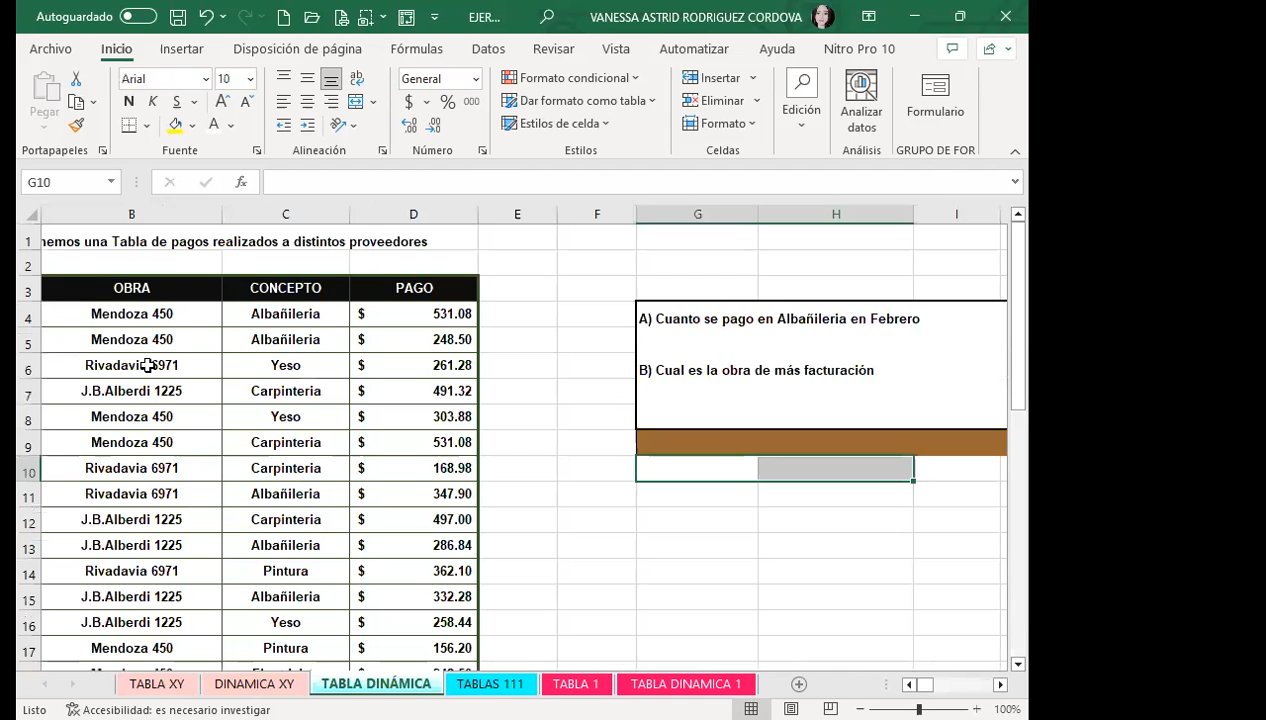 Autoguardado
EJER...
VANESSA ASTRID RODRIGUEZ CORDOVA
Archivo Inicio Insertar Disposición de página Fórmulas Datos Revisar Vista Automatizar Ayuda Nitro Pro 10
Pegar
Portapapeles
Arial 10
N K S A A
A
Fuente
ab
Alineación
General
$ % 000
Número
Formato condicional
Dar formato como tabla
Estilos de celda
Estilos
Insertar
Eliminar
Formato
Celdas
Edición
Analizar datos
Análisis
Formulario
GRUPO DE FOR
G10 fx
B C D E F G H I
1 nemos una Tabla de pagos realizados a distintos proveedores
2
3 OBRA CONCEPTO PAGO
4 Mendoza 450 Albañileria $ 531.08 A) Cuanto se pago en Albañileria en Febrero
5 Mendoza 450 Albañileria $ 248.50
6 Rivadavia 6971 Yeso $ 261.28 B) Cual es la obra de más facturación
7 J.B.Alberdi 1225 Carpinteria $ 491.32
8 Mendoza 450 Yeso $ 303.88
9 Mendoza 450 Carpinteria $ 531.08
10 Rivadavia 6971 Carpinteria $ 168.98
11 Rivadavia 6971 Albañileria $ 347.90
12 J.B.Alberdi 1225 Carpinteria $ 497.00
13 J.B.Alberdi 1225 Albañileria $ 286.84
14 Rivadavia 6971 Pintura $ 362.10
15 J.B.Alberdi 1225 Albañileria $ 332.28
16 J.B.Alberdi 1225 Yeso $ 258.44
17 Mendoza 450 Pintura $ 156.20
TABLA XY DINAMICA XY TABLA DINÁMICA TABLAS 111 TABLA 1 TABLA DINAMICA 1
Listo Accesibilidad: es necesario investigar 100%